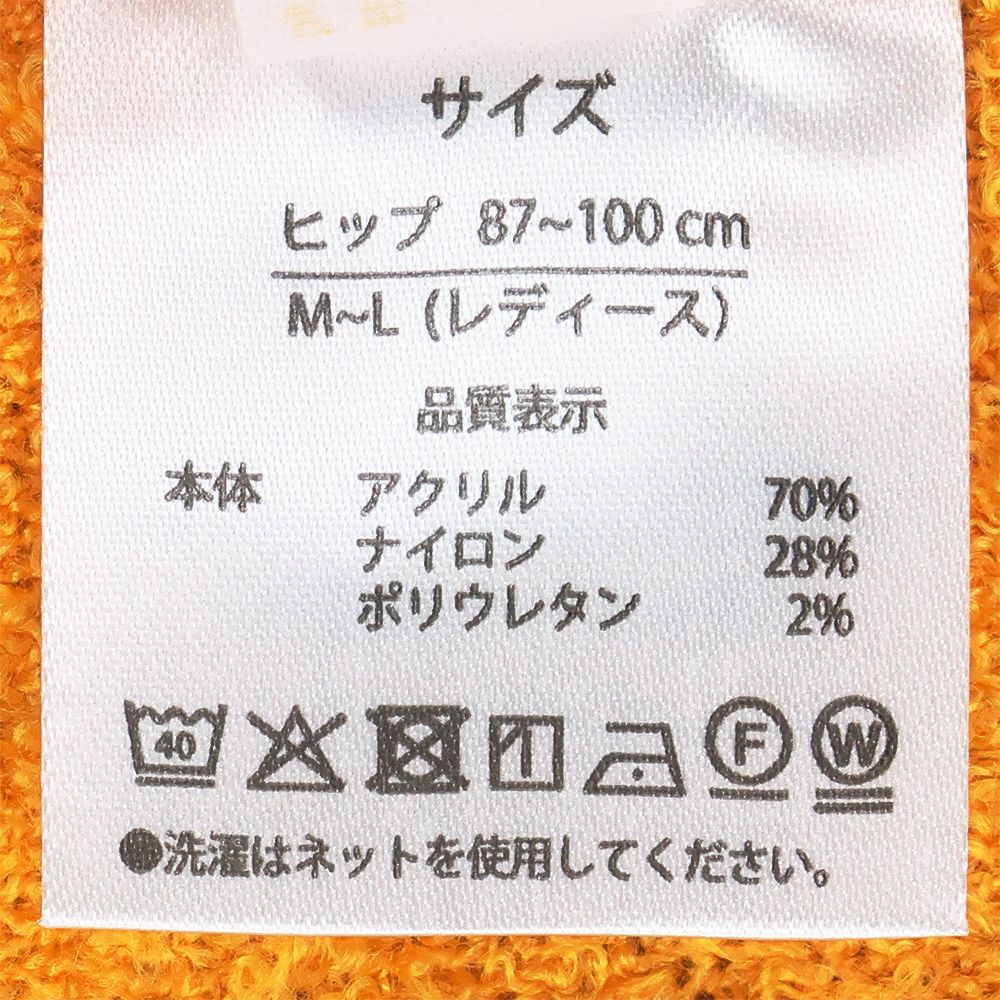 サイズ
ヒップ 87~100 cm
M~L (レディース)
品質表示
本体 アクリル 70%
ナイロン 28%
ポリウレタン 2%
40 F W
●洗濯はネットを使用してください。